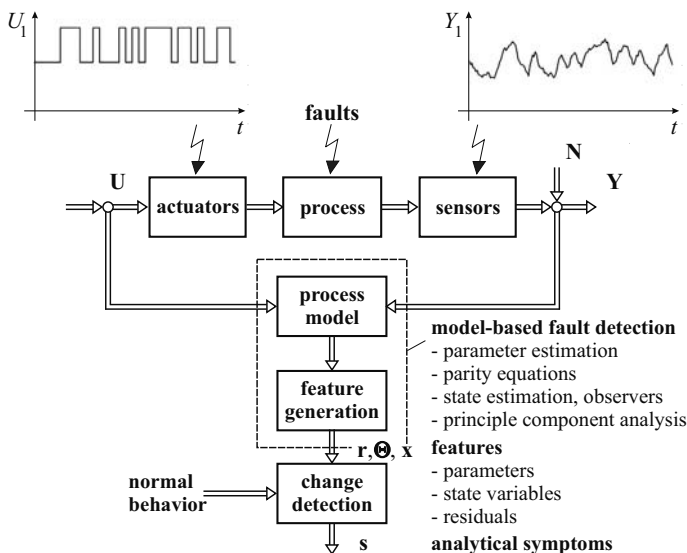 U1
Y1
t
faults
t
N
U
Y
actuators
process
sensors
process
model
model-based fault detection
- parameter estimation
- parity equations
- state estimation, observers
- principle component analysis
feature
generation
r,Θ, x
features
- parameters
- state variables
- residuals
normal
behavior
change
detection
s
analytical symptoms